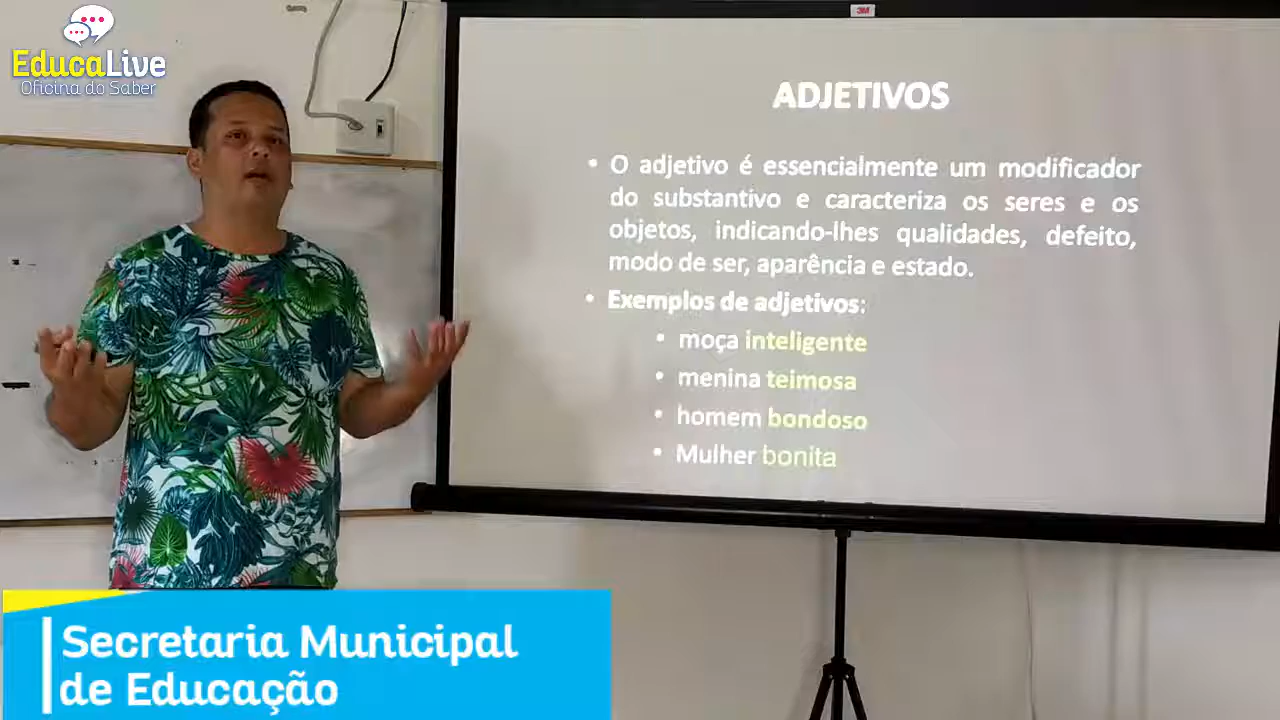 EducaLive
Oficina do Saber
3M
ADJETIVOS
• O adjetivo é essencialmente um modificador
do substantivo e caracteriza os seres e os
objetos, indicando-lhes qualidades, defeito,
modo de ser, aparência e estado.
• Exemplos de adjetivos:
• moça inteligente
• menina teimosa
• homem bondoso
• Mulher bonita
Secretaria Municipal
de Educação